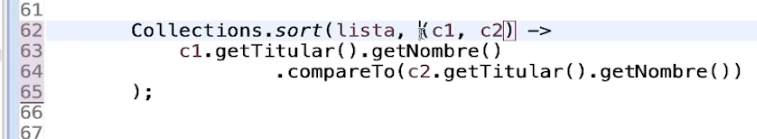 61
62 Collections.sort(lista, (c1, c2) ->
63 c1.getTitular().getNombre()
64 .compareTo(c2.getTitular().getNombre())
65 );
66
67